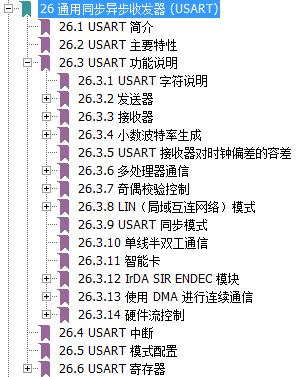 26 通用同步异步收发器 (USART)
26.1 USART 简介
26.2 USART 主要特性
26.3 USART 功能说明
26.3.1 USART 字符说明
26.3.2 发送器
26.3.3 接收器
26.3.4 小数波特率生成
26.3.5 USART 接收器对时钟偏差的容差
26.3.6 多处理器通信
26.3.7 奇偶校验控制
26.3.8 LIN（局域互连网络）模式
26.3.9 USART 同步模式
26.3.10 单线半双工通信
26.3.11 智能卡
26.3.12 IrDA SIR ENDEC 模块
26.3.13 使用 DMA 进行连续通信
26.3.14 硬件流控制
26.4 USART 中断
26.5 USART 模式配置
26.6 USART 寄存器